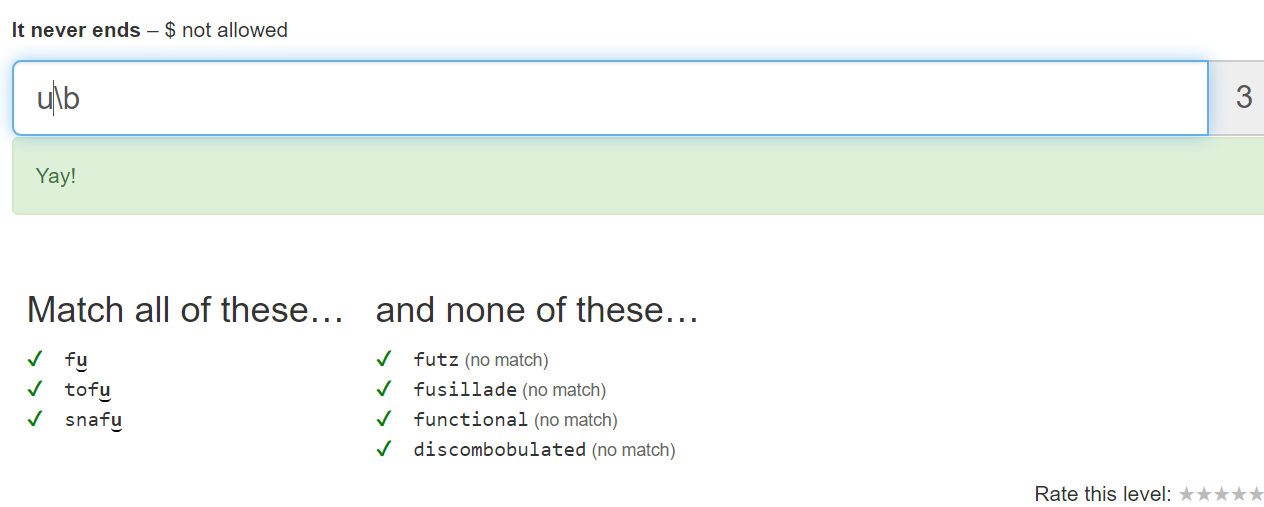 It never ends – $ not allowed
u\b 3
Yay!
Match all of these… and none of these…
✓ fu ✓ futz (no match)
✓ tofu ✓ fusillade (no match)
✓ snafu ✓ functional (no match)
✓ discombobulated (no match)
Rate this level: ★★★★★